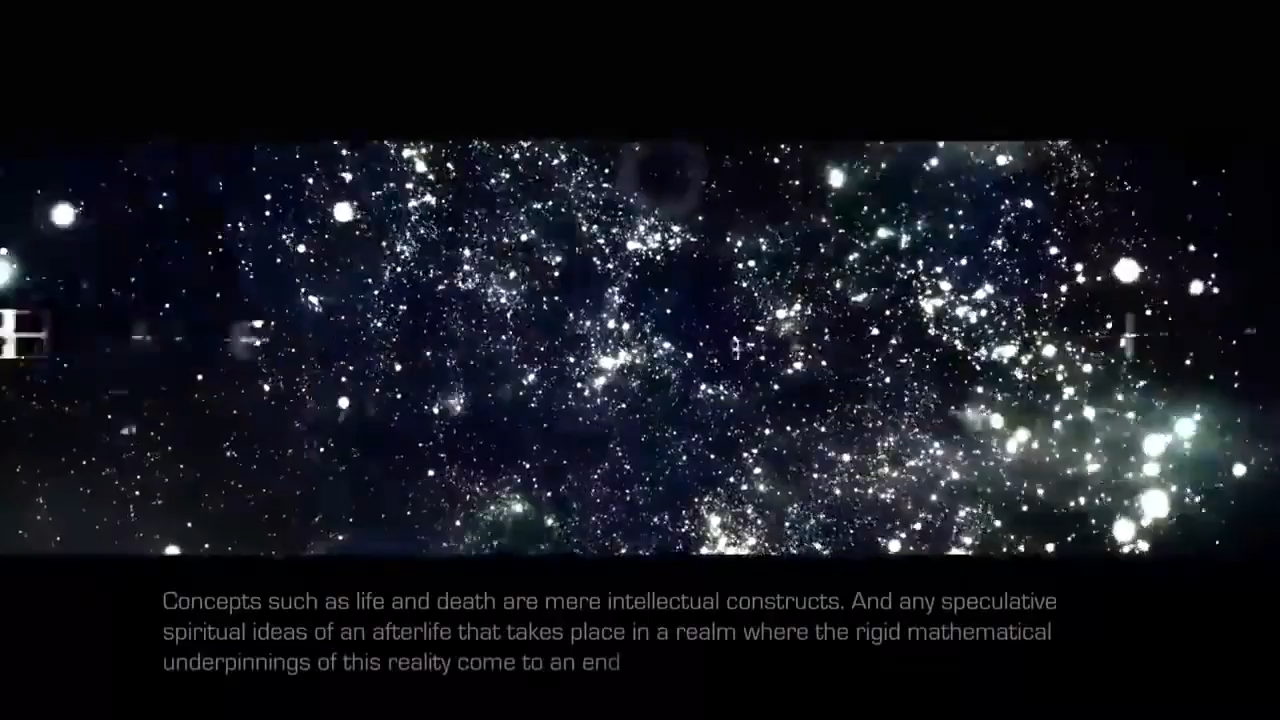 Concepts such as life and death are mere intellectual constructs. And any speculative
spiritual ideas of an afterlife that takes place in a realm where the rigid mathematical
underpinnings of this reality come to an end